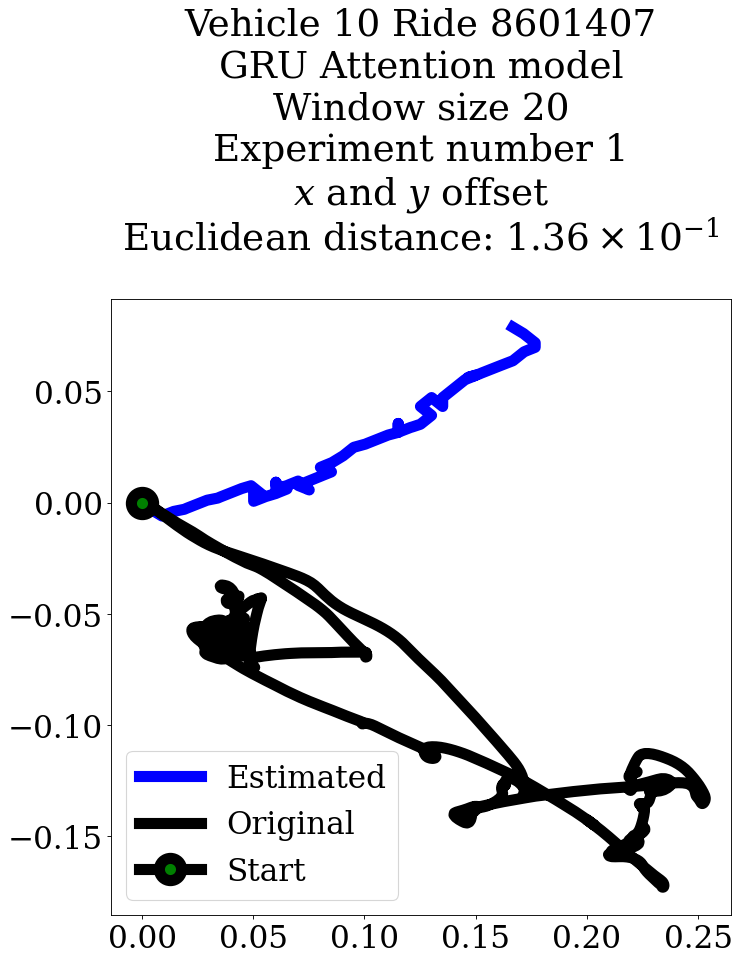 Vehicle 10 Ride 8601407
GRU Attention model
Window size 20
Experiment number 1
x and y offset
Euclidean distance: 1.36 × 10⁻¹
0.05
0.00
−0.05
−0.10
−0.15
Estimated
Original
Start
0.00 0.05 0.10 0.15 0.20 0.25